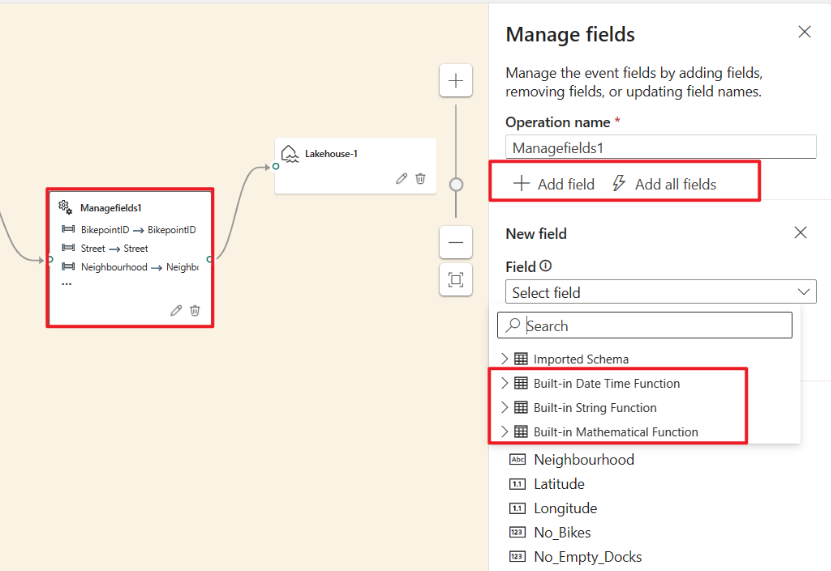 Manage fields
Manage the event fields by adding fields,
removing fields, or updating field names.
Operation name *
Managefields1
Add field Add all fields
New field
Field
Select field
Search
Imported Schema
Built-in Date Time Function
Built-in String Function
Built-in Mathematical Function
Abc Neighbourhood
1.1 Latitude
1.1 Longitude
123 No_Bikes
123 No_Empty_Docks
Lakehouse-1
Managefields1
BikepointID → BikepointID
Street → Street
Neighbourhood → Neighbo
...